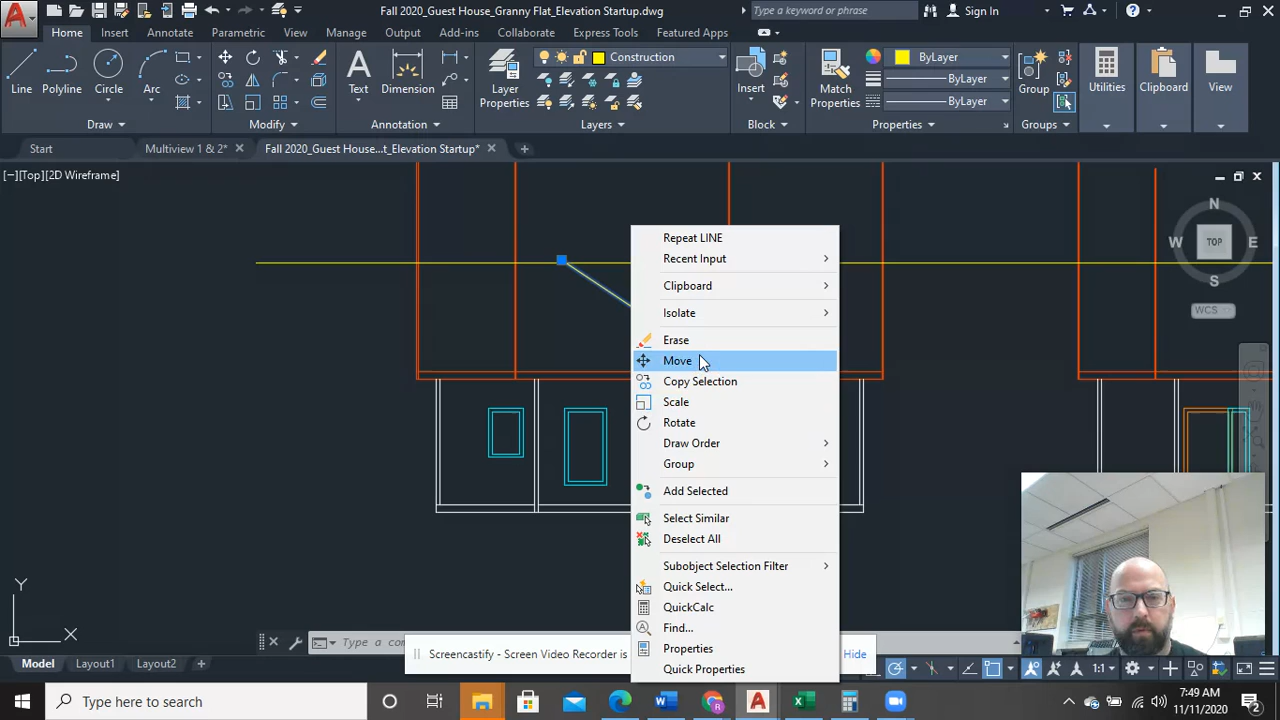 Fall 2020_Guest House_Granny Flat_Elevation Startup.dwg
Type a keyword or phrase
Sign In
Home
Insert
Annotate
Parametric
View
Manage
Output
Add-ins
Collaborate
Express Tools
Featured Apps
Line
Polyline
Circle
Arc
Text
Dimension
Layer
Properties
Construction
Insert
Match
Properties
ByLayer
ByLayer
ByLayer
Group
Utilities
Clipboard
View
Draw
Modify
Annotation
Layers
Block
Properties
Groups
Start
Multiview 1 & 2*
Fall 2020_Guest House...t_Elevation Startup*
[−][Top][2D Wireframe]
N
W
TOP
E
S
WCS
Repeat LINE
Recent Input
Clipboard
Isolate
Erase
Move
Copy Selection
Scale
Rotate
Draw Order
Group
Add Selected
Select Similar
Deselect All
Subobject Selection Filter
Quick Select...
QuickCalc
Find...
Properties
Quick Properties
Y
X
Type a com
Screencastify - Screen Video Recorder is
Hide
Model
Layout1
Layout2
1:1
Type here to search
7:49 AM
11/11/2020
2